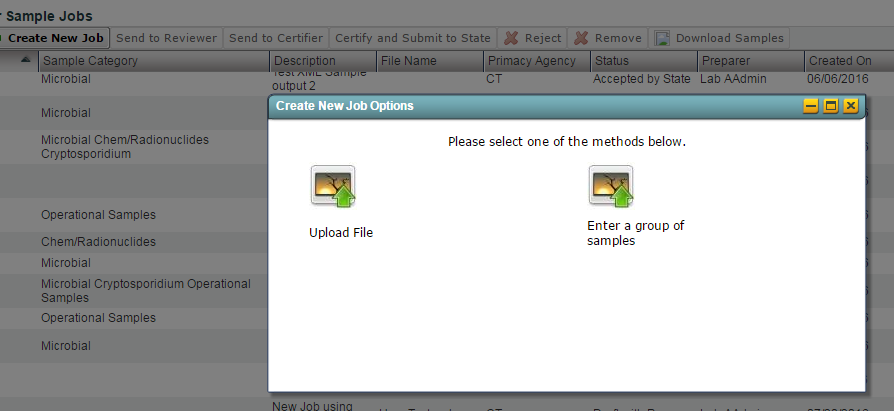 Sample Jobs
Create New Job Send to Reviewer Send to Certifier Certify and Submit to State Reject Remove Download Samples
Sample Category Description File Name Primacy Agency Status Preparer Created On
Microbial Test XML Sample output 2 CT Accepted by State Lab AAdmin 06/06/2016
Create New Job Options
Please select one of the methods below.
Upload File
Enter a group of
samples
Microbial
Microbial Chem/Radionuclides
Cryptosporidium
Operational Samples
Chem/Radionuclides
Microbial
Microbial Cryptosporidium Operational
Samples
Operational Samples
Microbial
New Job using